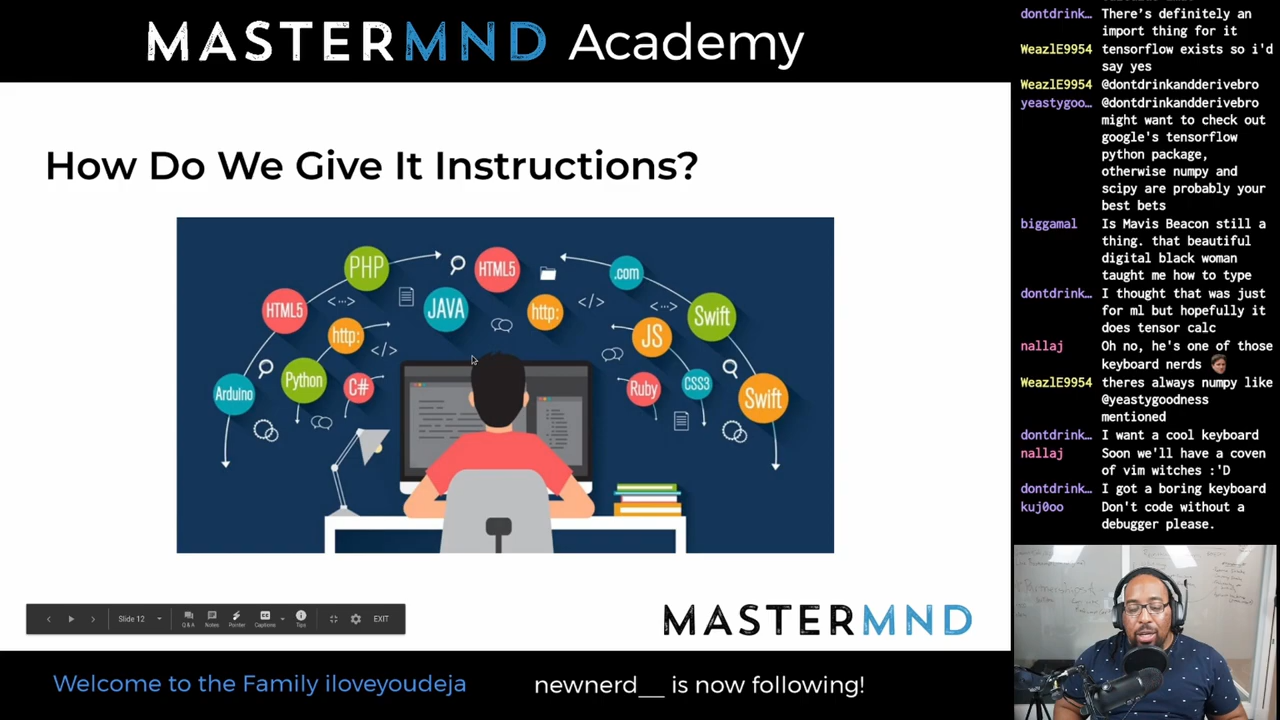 MASTERMND Academy
How Do We Give It Instructions?
PHP
HTML5
.com
HTML5
JAVA
http:
Swift
http:
JS
Arduino
Python
C#
Ruby
CSS3
Swift
Slide 12
Q & A
Notes
Pointer
Captions
Tips
EXIT
MASTERMND
Welcome to the Family iloveyoudeja
newnerd__ is now following!
dontdrink… There's definitely an
import thing for it
WeazlE9954 tensorflow exists so i'd
say yes
WeazlE9954 @dontdrinkandderivebro
yeastygoo… @dontdrinkandderivebro
might want to check out
google's tensorflow
python package,
otherwise numpy and
scipy are probably your
best bets
biggamal Is Mavis Beacon still a
thing. that beautiful
digital black woman
taught me how to type
dontdrink… I thought that was just
for ml but hopefully it
does tensor calc
nallaj Oh no, he's one of those
keyboard nerds
WeazlE9954 theres always numpy like
@yeastygoodness
mentioned
dontdrink… I want a cool keyboard
nallaj Soon we'll have a coven
of vim witches :'D
dontdrink… I got a boring keyboard
kuj0oo Don't code without a
debugger please.